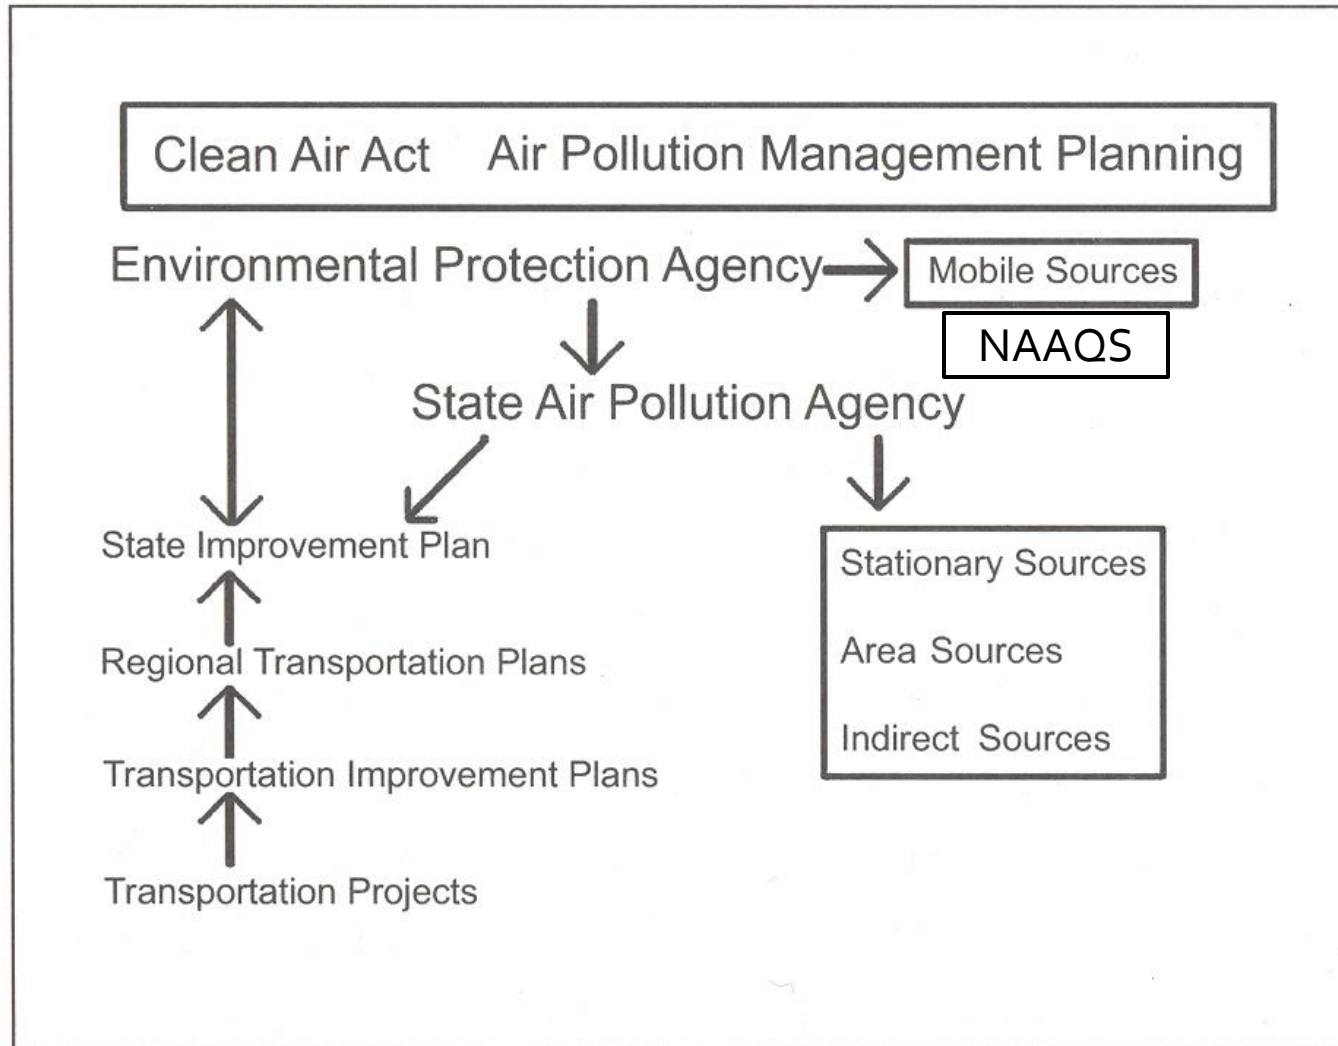 Clean Air Act Air Pollution Management Planning
Environmental Protection Agency
Mobile Sources
NAAQS
State Air Pollution Agency
State Improvement Plan
Stationary Sources
Area Sources
Regional Transportation Plans
Indirect Sources
Transportation Improvement Plans
Transportation Projects